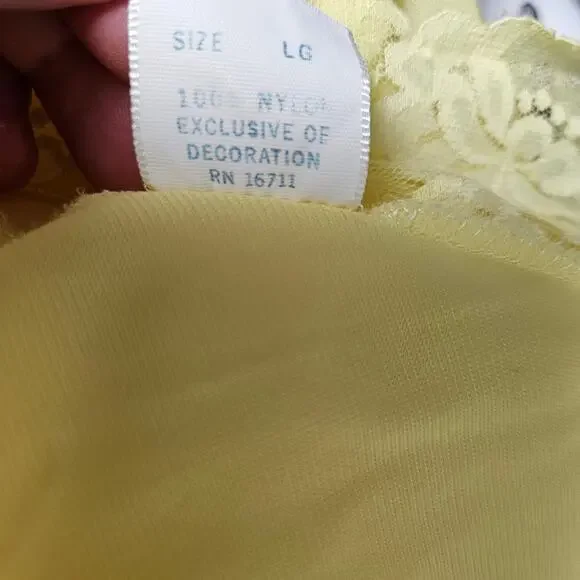 SIZE LG
100% NYLON
EXCLUSIVE OF
DECORATION
RN 16711